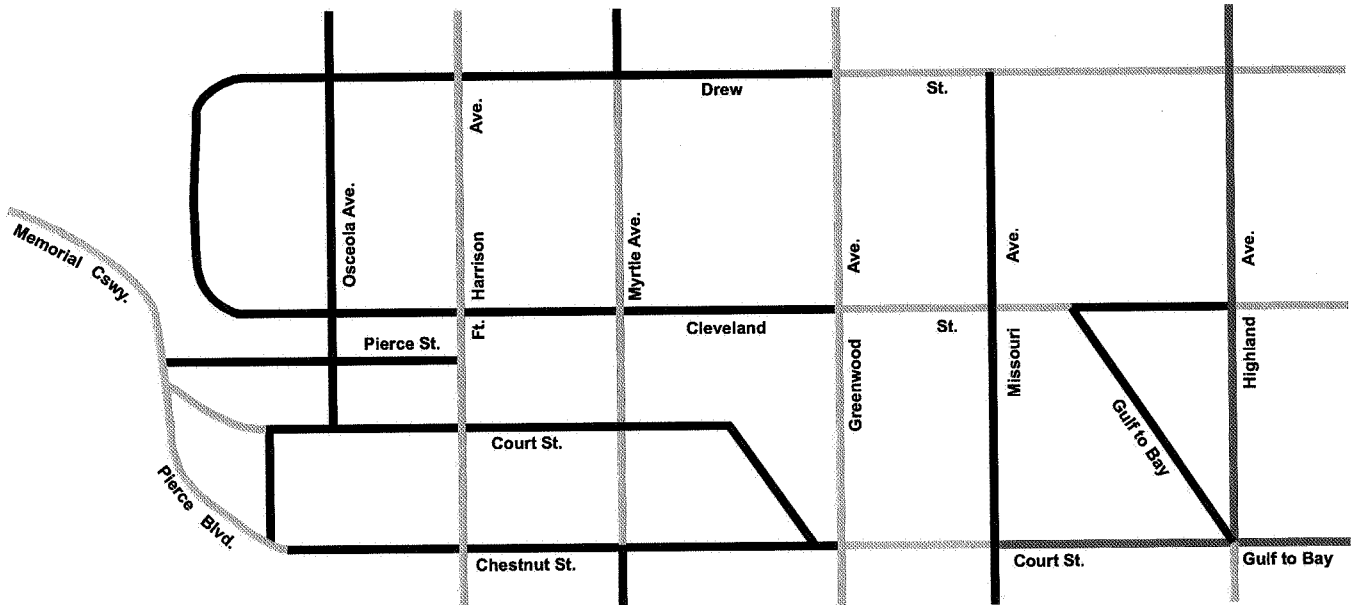 Drew St.
Ave.
Osceola Ave.
Harrison
Myrtle Ave.
Ave.
Ave.
Ave.
Memorial Cswy.
Ft.
Cleveland St.
Pierce St.
Greenwood
Missouri
Highland
Gulf to Bay
Court St.
Pierce Blvd.
Chestnut St.
Court St.
Gulf to Bay